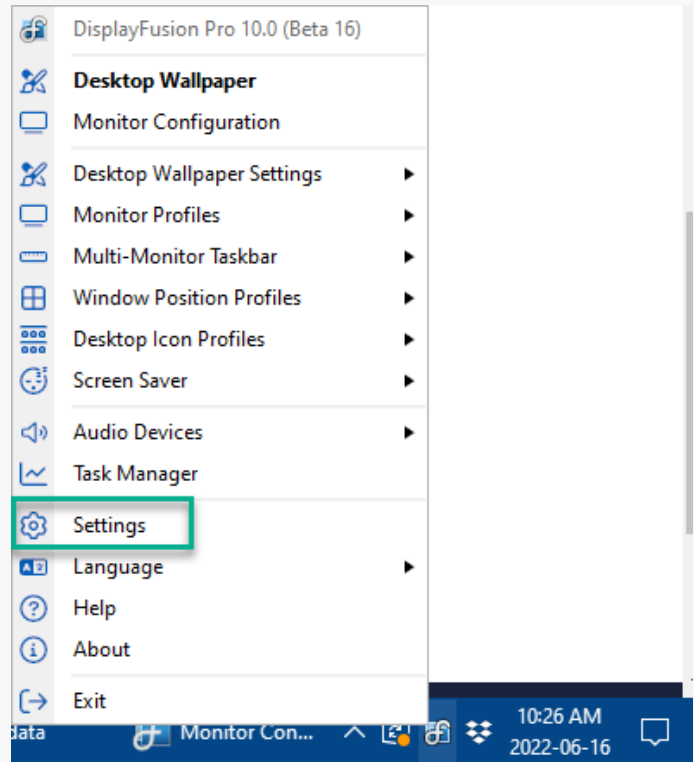 DisplayFusion Pro 10.0 (Beta 16)
Desktop Wallpaper
Monitor Configuration
Desktop Wallpaper Settings
Monitor Profiles
Multi-Monitor Taskbar
Window Position Profiles
Desktop Icon Profiles
Screen Saver
Audio Devices
Task Manager
Settings
Language
Help
About
Exit
data
Monitor Con...
10:26 AM
2022-06-16